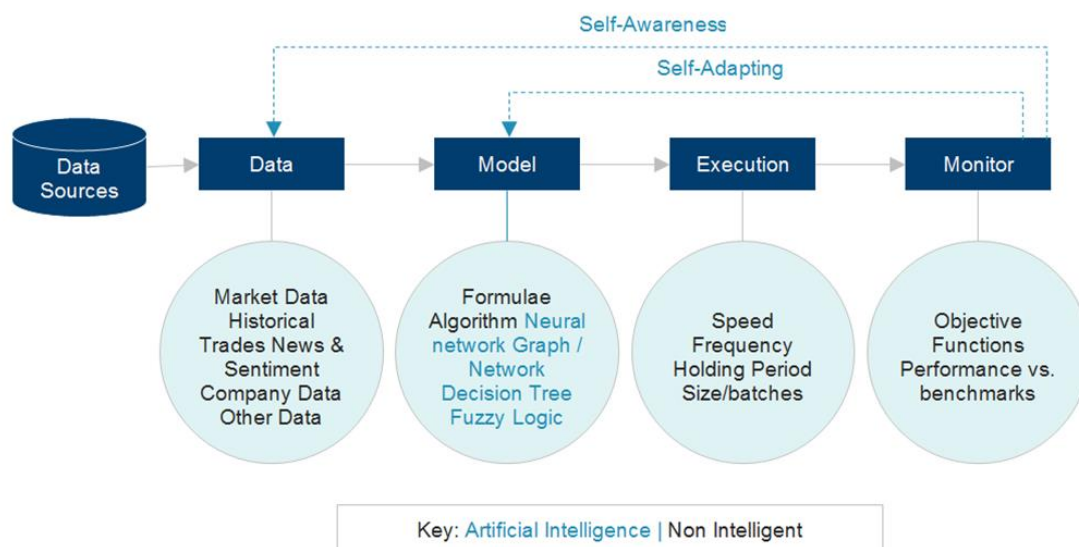 Self-Awareness
Self-Adapting
Data
Sources
Data
Model
Execution
Monitor
Market Data
Historical
Trades News &
Sentiment
Company Data
Other Data
Formulae
Algorithm Neural
network Graph /
Network
Decision Tree
Fuzzy Logic
Speed
Frequency
Holding Period
Size/batches
Objective
Functions
Performance vs.
benchmarks
Key: Artificial Intelligence | Non Intelligent